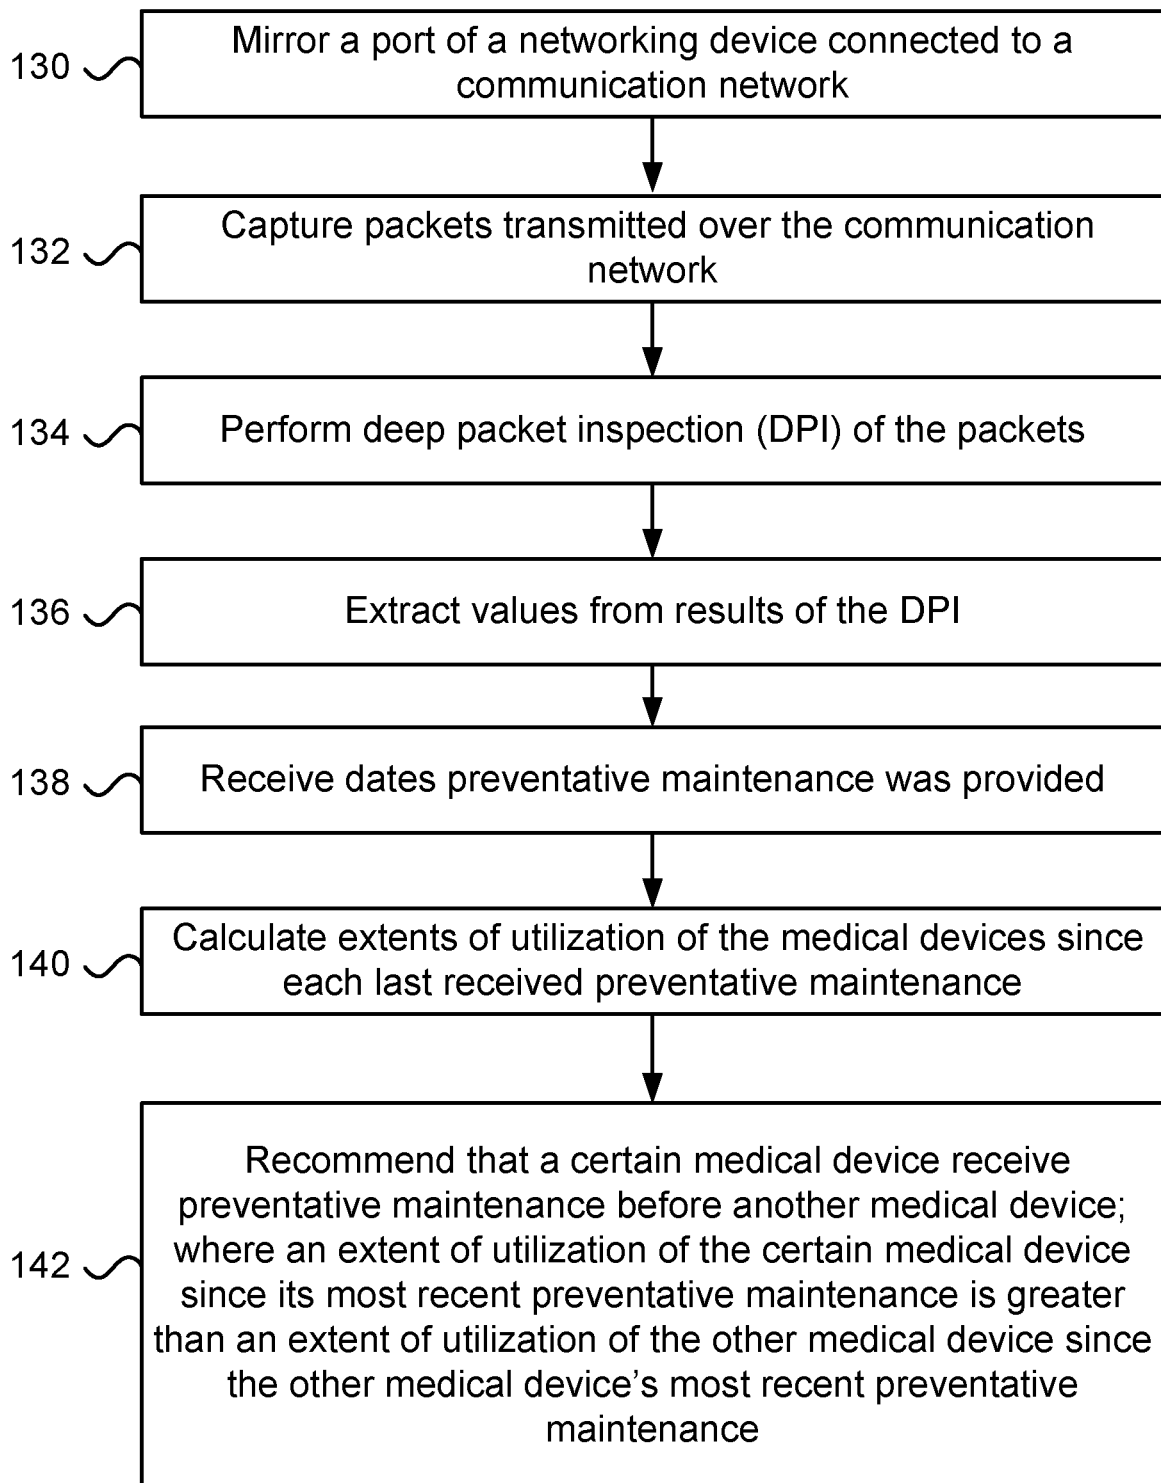 130
Mirror a port of a networking device connected to a
communication network
132
Capture packets transmitted over the communication
network
134
Perform deep packet inspection (DPI) of the packets
136
Extract values from results of the DPI
138
Receive dates preventative maintenance was provided
140
Calculate extents of utilization of the medical devices since
each last received preventative maintenance
142
Recommend that a certain medical device receive
preventative maintenance before another medical device;
where an extent of utilization of the certain medical device
since its most recent preventative maintenance is greater
than an extent of utilization of the other medical device since
the other medical device’s most recent preventative
maintenance